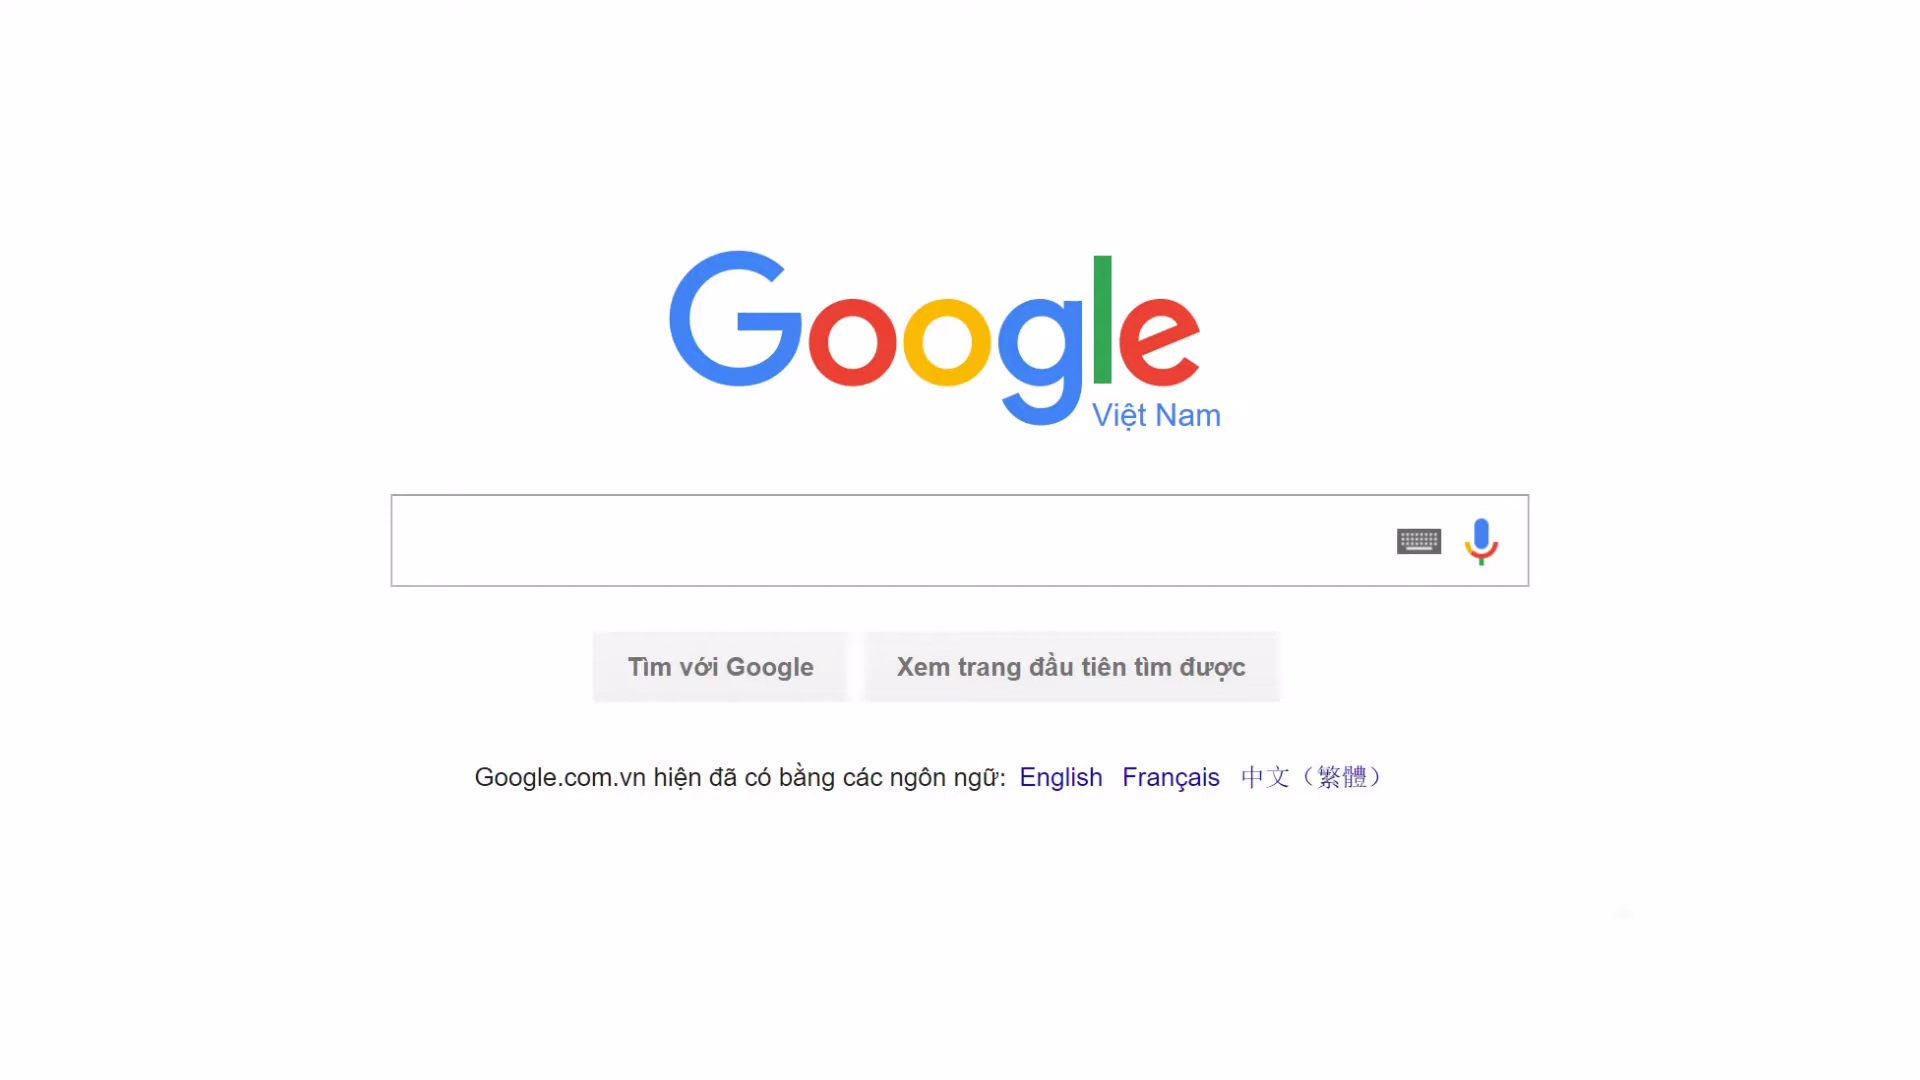 Google
Việt Nam
Tìm với Google
Xem trang đầu tiên tìm được
Google.com.vn hiện đã có bằng các ngôn ngữ: English Français 中文（繁體）